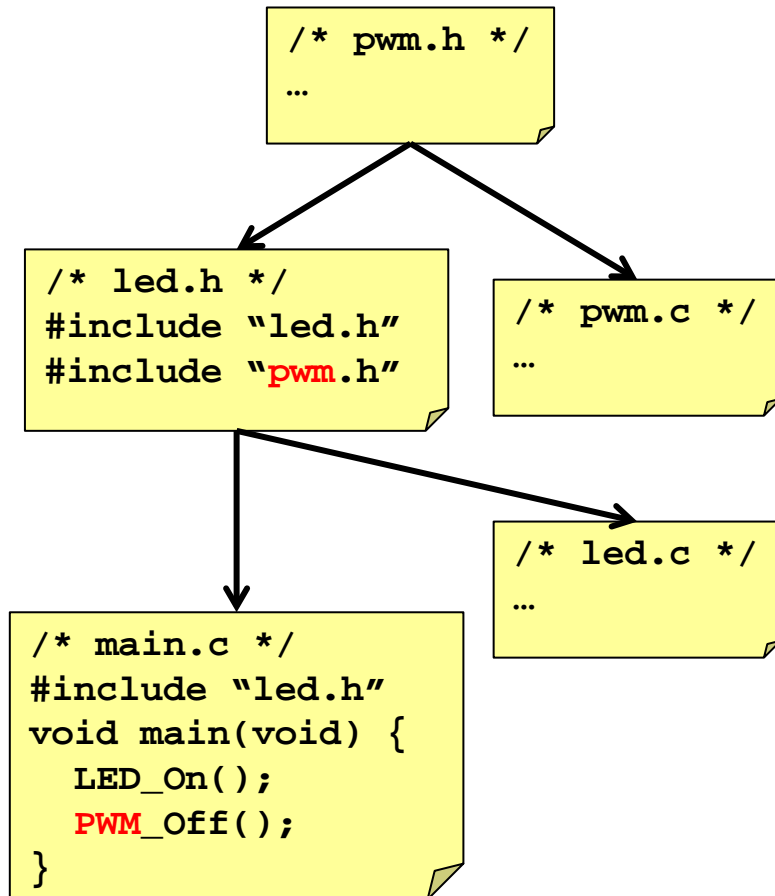 /* pwm.h */
…
/* led.h */
#include “led.h”
#include “pwm.h”
/* pwm.c */
…
/* led.c */
…
/* main.c */
#include “led.h”
void main(void) {
  LED_On();
  PWM_Off();
}